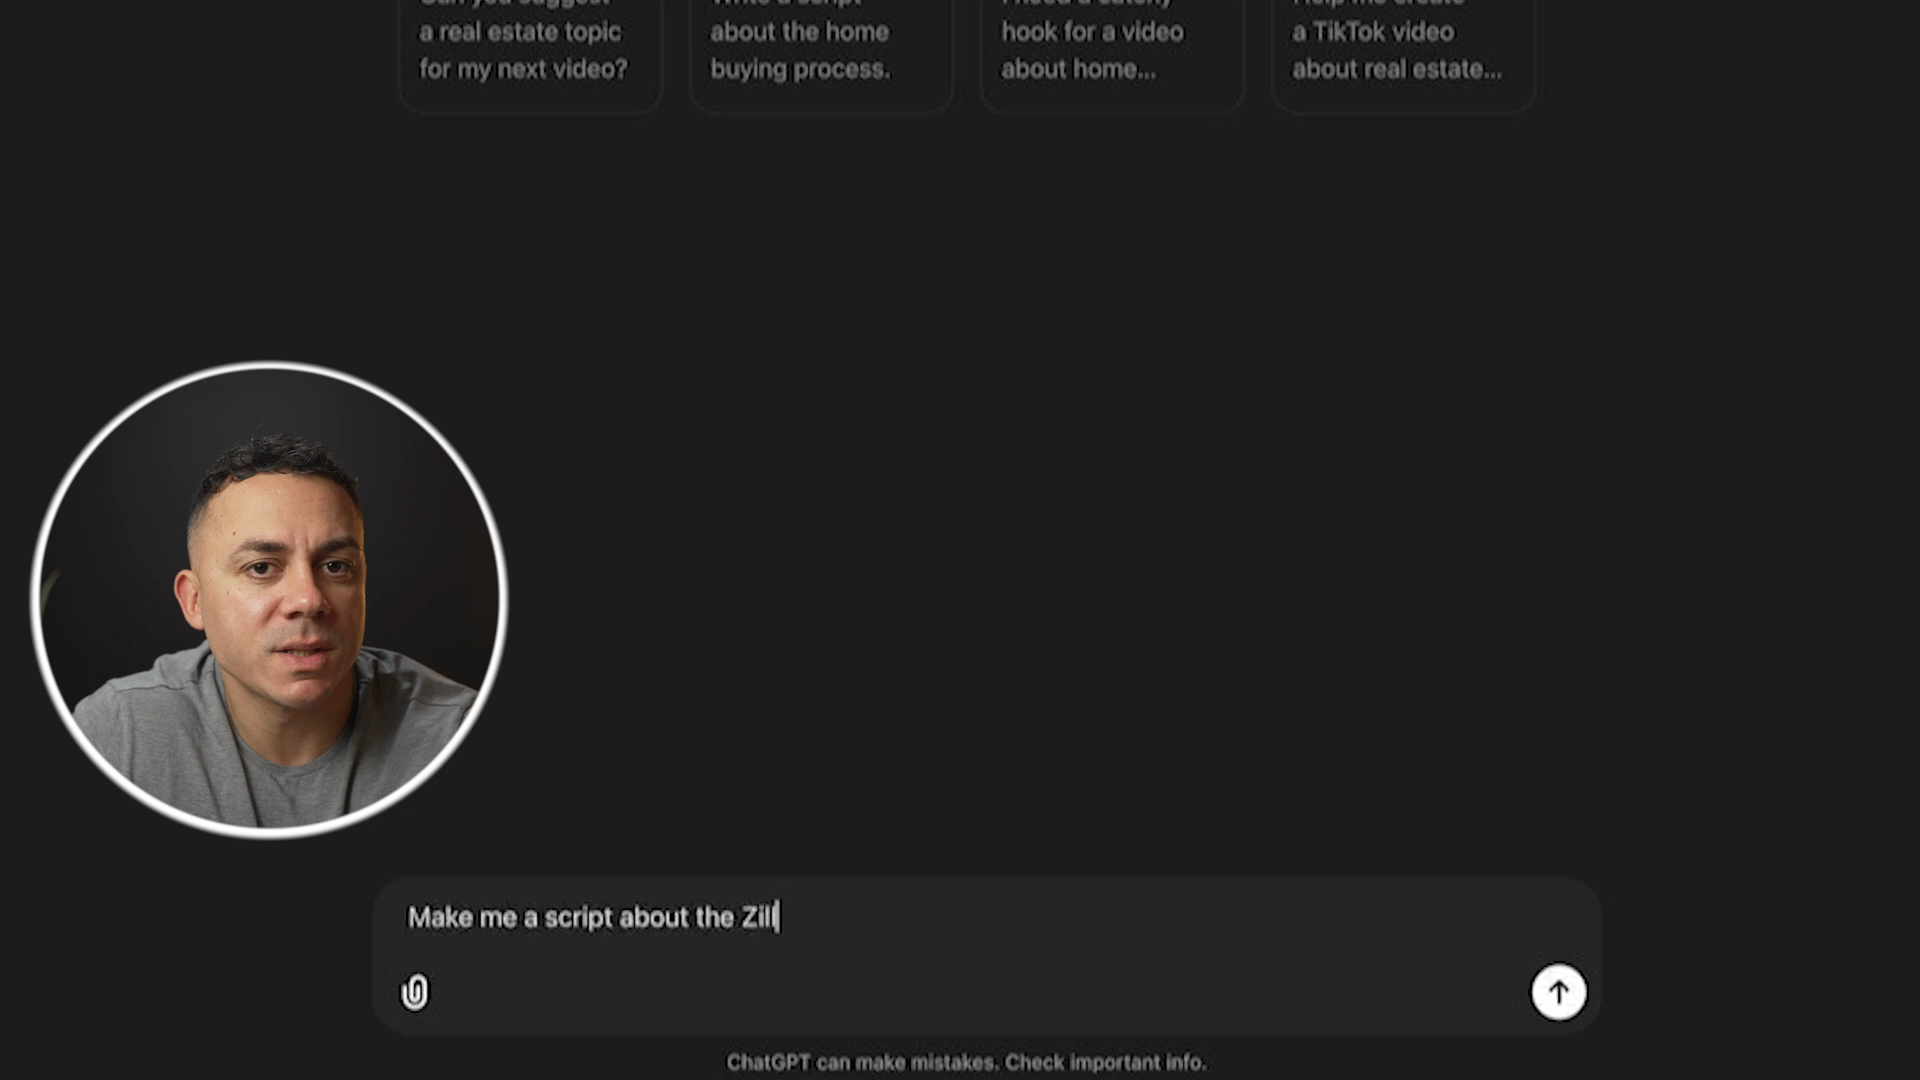 a real estate topic
for my next video?
about the home
buying process.
hook for a video
about home...
a TikTok video
about real estate...
Make me a script about the Zill
ChatGPT can make mistakes. Check important info.